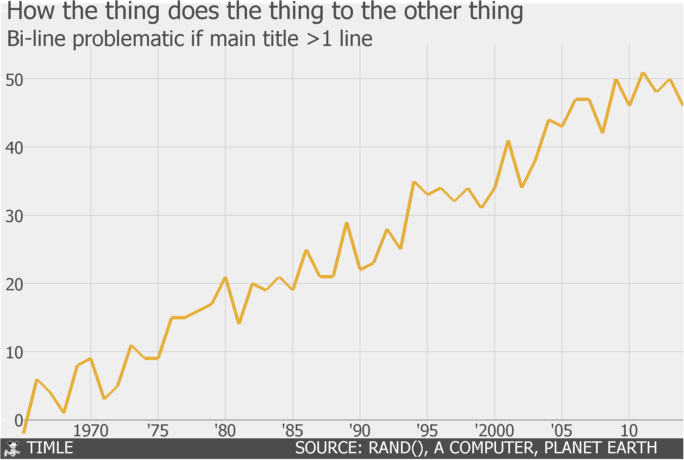 How the thing does the thing to the other thing
Bi-line problematic if main title >1 line
50
40
30
20
10
0
1970 '75 '80 '85 '90 '95 '2000 '05 10
TIMLE SOURCE: RAND(), A COMPUTER, PLANET EARTH